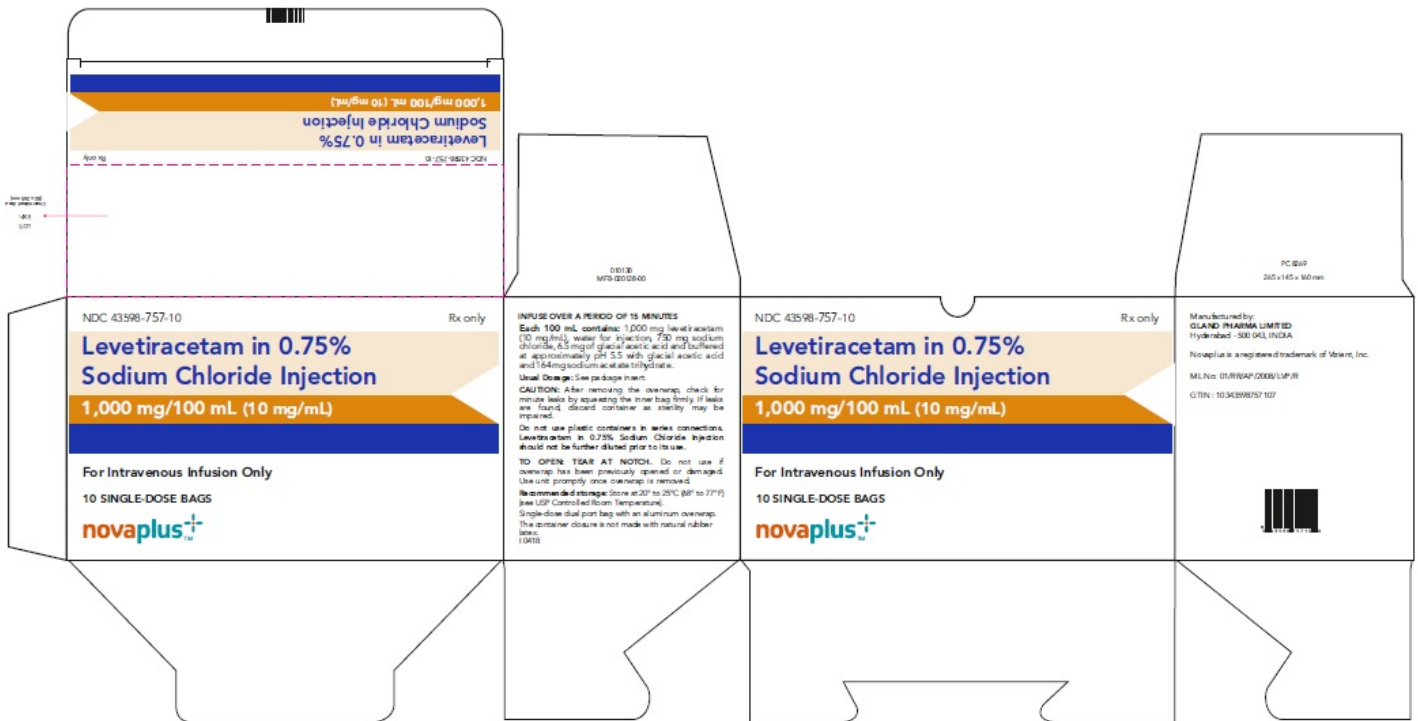 1,000 mg/100 mL (10 mg/mL)
Sodium Chloride Injection
Levetiracetam in 0.75%
NDC 43598-757-10
Rx only
LOT:
EXP:
010130
PC 0269
265 x 145 x 160 mm
NDC 43598-757-10 Rx only
Levetiracetam in 0.75%
Sodium Chloride Injection
1,000 mg/100 mL (10 mg/mL)
For Intravenous Infusion Only
10 SINGLE-DOSE BAGS
novaplus™
INFUSE OVER A PERIOD OF 15 MINUTES
Each 100 mL contains: 1,000 mg levetiracetam
(10 mg/mL), water for injection, 750 mg sodium
chloride, 6.5 mg of glacial acetic acid and buffered
at approximately pH 5.5 with glacial acetic acid
and 164 mg sodium acetate trihydrate.
Usual Dosage: See package insert.
CAUTION: After removing the overwrap, check for
minute leaks by squeezing the inner bag firmly. If leaks
are found, discard container as sterility may be
impaired.
Do not use plastic containers in series connections.
Levetiracetam in 0.75% Sodium Chloride Injection
should not be further diluted prior to its use.
TO OPEN: TEAR AT NOTCH. Do not use if
overwrap has been previously opened or damaged.
Use unit promptly once overwrap is removed.
Recommended storage: Store at 20° to 25°C (68° to 77°F)
[see USP Controlled Room Temperature].
Single-dose dual port bag with an aluminum overwrap.
The container closure is not made with natural rubber
latex.
I0418
NDC 43598-757-10 Rx only
Levetiracetam in 0.75%
Sodium Chloride Injection
1,000 mg/100 mL (10 mg/mL)
For Intravenous Infusion Only
10 SINGLE-DOSE BAGS
novaplus™
Manufactured by:
GLAND PHARMA LIMITED
Hyderabad - 500 043, INDIA
Novaplus is a registered trademark of Vizient, Inc.
ML No: 01/RR/AP/2008/LVP/R
GTIN : 10343598757107